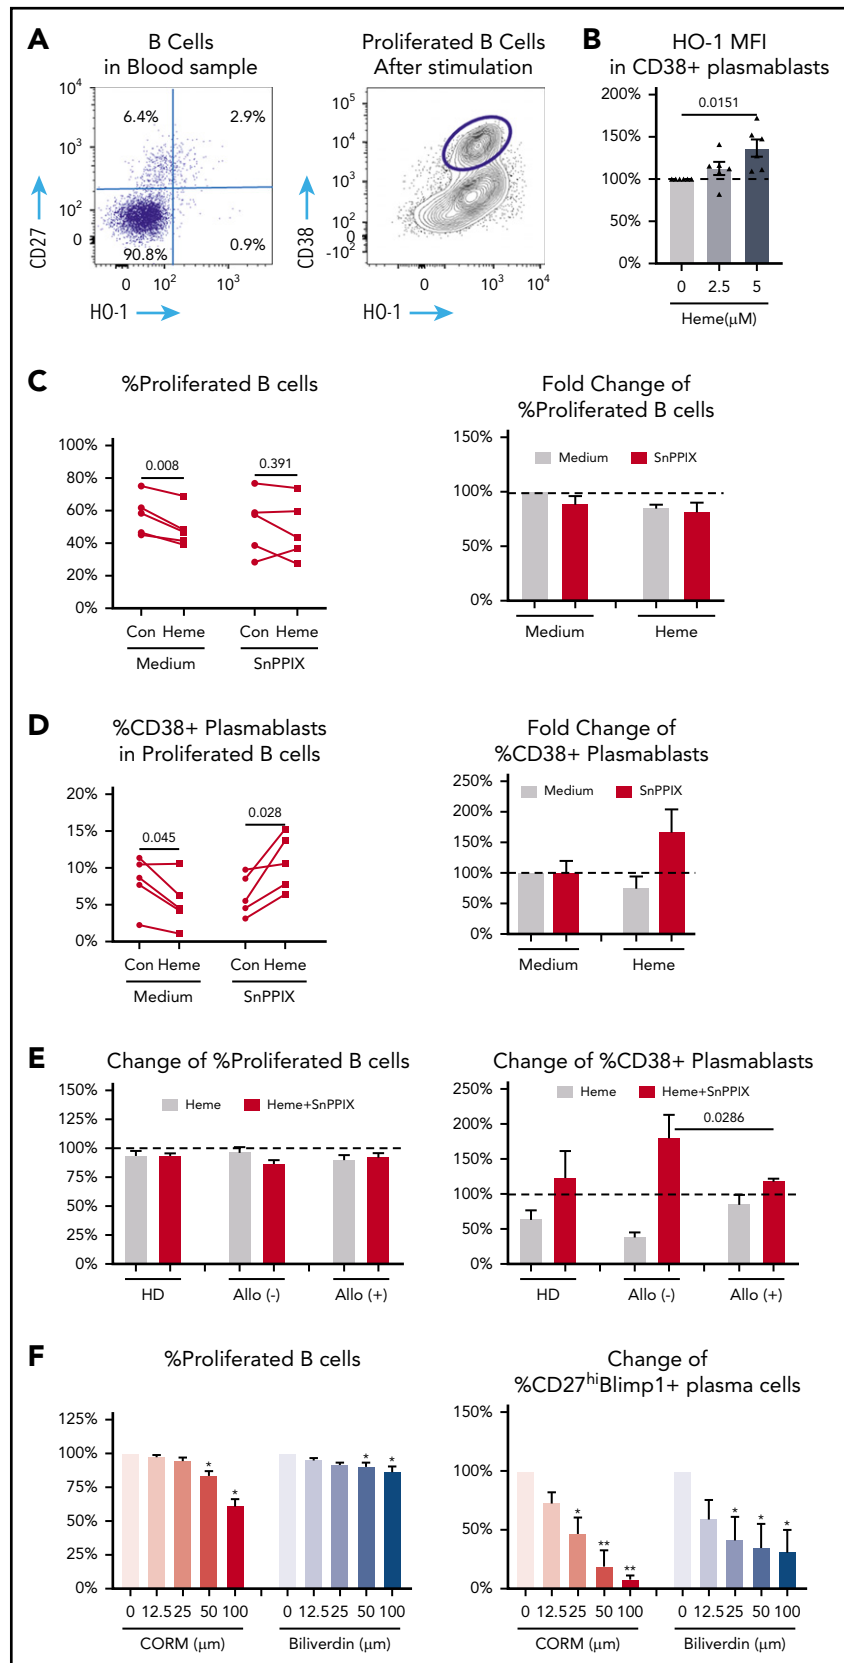 A
B Cells
in Blood sample
10^4
10^3
10^2
0
6.4%
2.9%
90.8%
0.9%
0 10^2 10^3
CD27
HO-1
Proliferated B Cells
After stimulation
10^5
10^4
10^3
10^2
0
-10^2
0 10^3 10^4
CD38
HO-1
B
HO-1 MFI
in CD38+ plasmablasts
200%
150%
100%
50%
0%
0.0151
0 2.5 5
Heme(μM)
C
%Proliferated B cells
100%
80%
60%
40%
20%
0%
0.008 0.391
Con Heme Con Heme
Medium SnPPIX
Fold Change of
%Proliferated B cells
150%
100%
50%
0%
Medium SnPPIX
Medium Heme
D
%CD38+ Plasmablasts
in Proliferated B cells
20%
15%
10%
5%
0%
0.045 0.028
Con Heme Con Heme
Medium SnPPIX
Fold Change of
%CD38+ Plasmablasts
250%
200%
150%
100%
50%
0%
Medium SnPPIX
Medium Heme
E
Change of %Proliferated B cells
150%
125%
100%
75%
50%
25%
0%
Heme Heme+SnPPIX
HD Allo (-) Allo (+)
Change of %CD38+ Plasmablasts
250%
200%
150%
100%
50%
0%
Heme Heme+SnPPIX
0.0286
HD Allo (-) Allo (+)
F
%Proliferated B cells
125%
100%
75%
50%
25%
0%
* * * *
0 12.5 25 50 100 0 12.5 25 50 100
CORM (μm) Biliverdin (μm)
Change of
%CD27^hiBlimp1+ plasma cells
150%
100%
50%
0%
* ** ** * * *
0 12.5 25 50 100 0 12.5 25 50 100
CORM (μm) Biliverdin (μm)